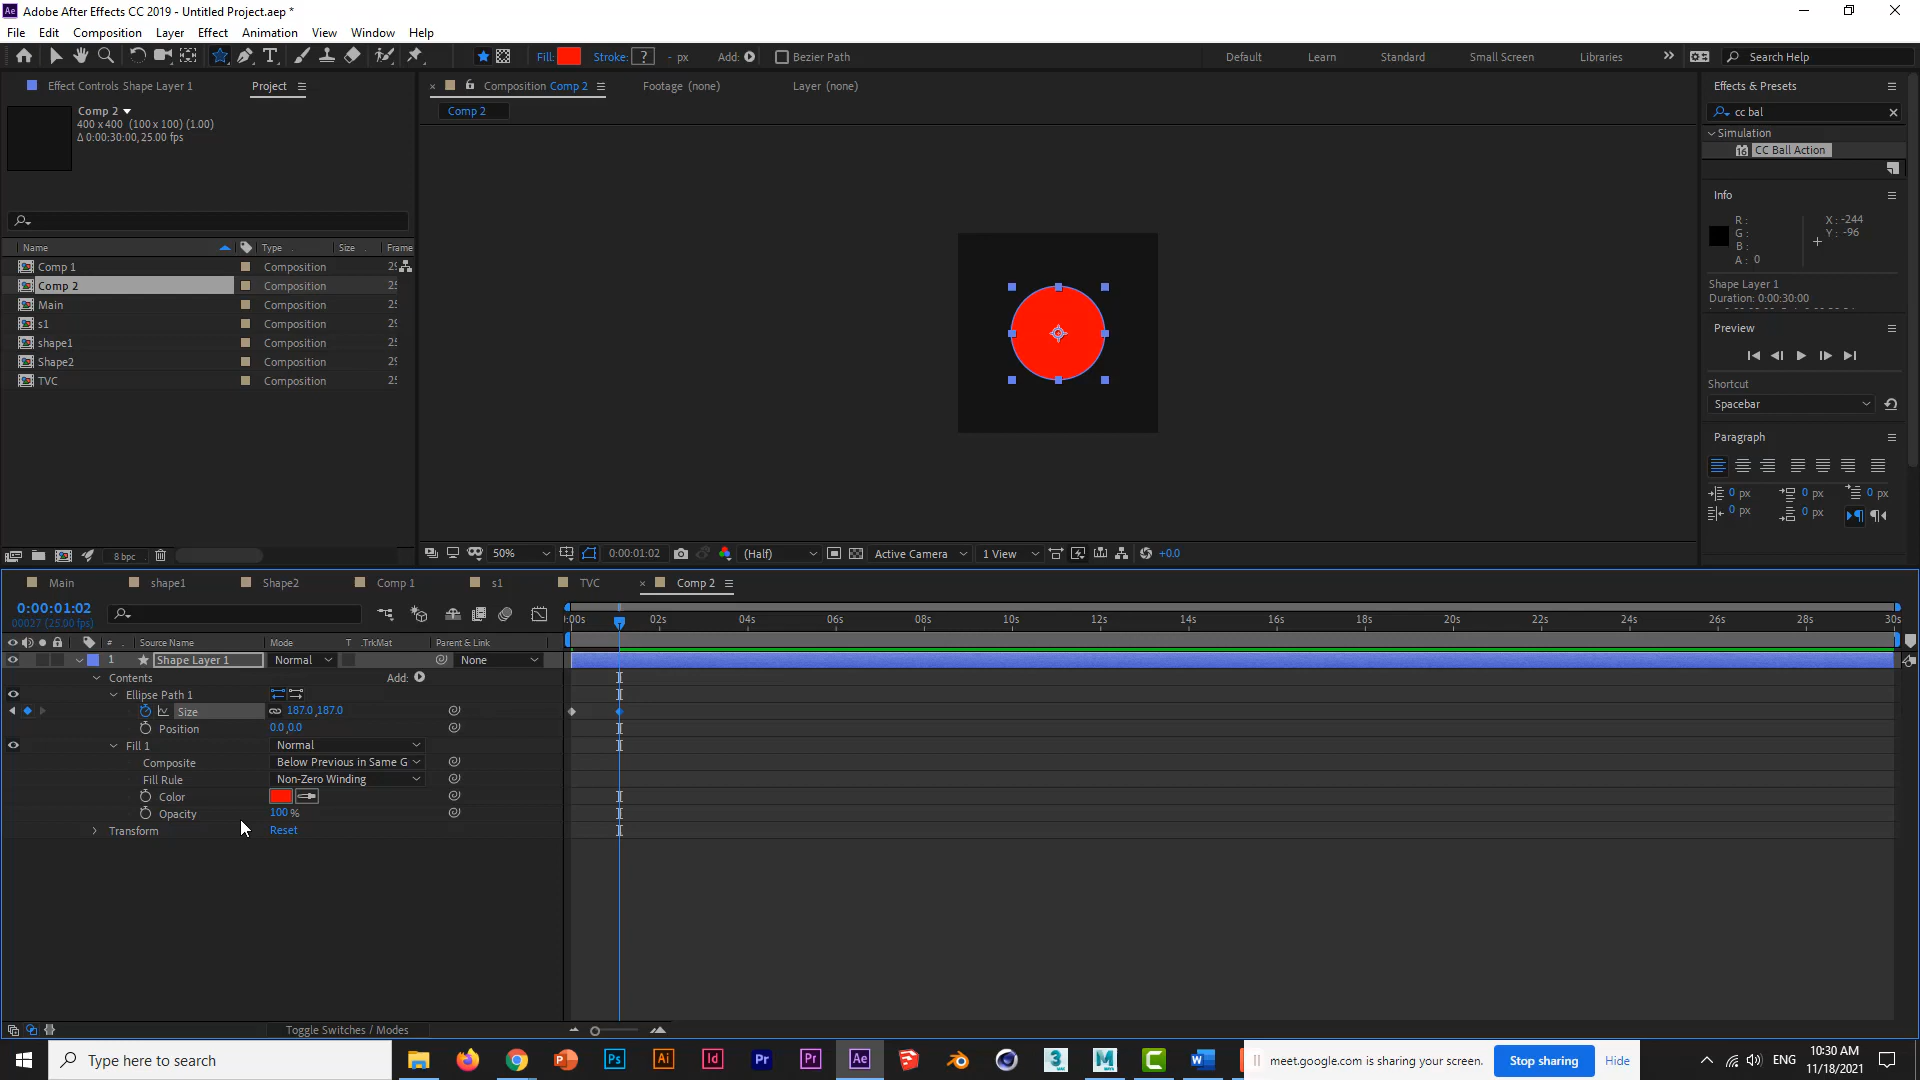 Adobe After Effects CC 2019 - Untitled Project.aep *
File Edit Composition Layer Effect Animation View Window Help
Fill: Stroke: ? - px Add: Bezier Path Default Learn Standard Small Screen Libraries Search Help
Effect Controls Shape Layer 1 Project
Comp 2
400 x 400 (100 x 100) (1.00)
Δ 0:00:30:00, 25.00 fps
Name Type Size Frame
Comp 1 Composition
Comp 2 Composition
Main Composition
s1 Composition
shape1 Composition
Shape2 Composition
TVC Composition
8 bpc
Composition Comp 2 Footage (none) Layer (none)
Comp 2
50% 0:00:01:02 (Half) Active Camera 1 View +0.0
Effects & Presets
cc bal
Simulation
16 CC Ball Action
Info
R :
G :
B :
A : 0
X : -244
Y : -96
Shape Layer 1
Duration: 0:00:30:00
Preview
Shortcut
Spacebar
Paragraph
0 px 0 px 0 px
0 px 0 px
Main shape1 Shape2 Comp 1 s1 TVC Comp 2
0:00:01:02
00027 (25.00 fps)
:00s 02s 04s 06s 08s 10s 12s 14s 16s 18s 20s 22s 24s 26s 28s 30s
# Source Name Mode T .TrkMat Parent & Link
1 Shape Layer 1 Normal None
Contents Add:
Ellipse Path 1
Size 187.0,187.0
Position 0.0,0.0
Fill 1 Normal
Composite Below Previous in Same G
Fill Rule Non-Zero Winding
Color
Opacity 100 %
Transform Reset
Toggle Switches / Modes
Type here to search
Ps Ai Id Pr Pr Ae
meet.google.com is sharing your screen. Stop sharing Hide
ENG
10:30 AM
11/18/2021